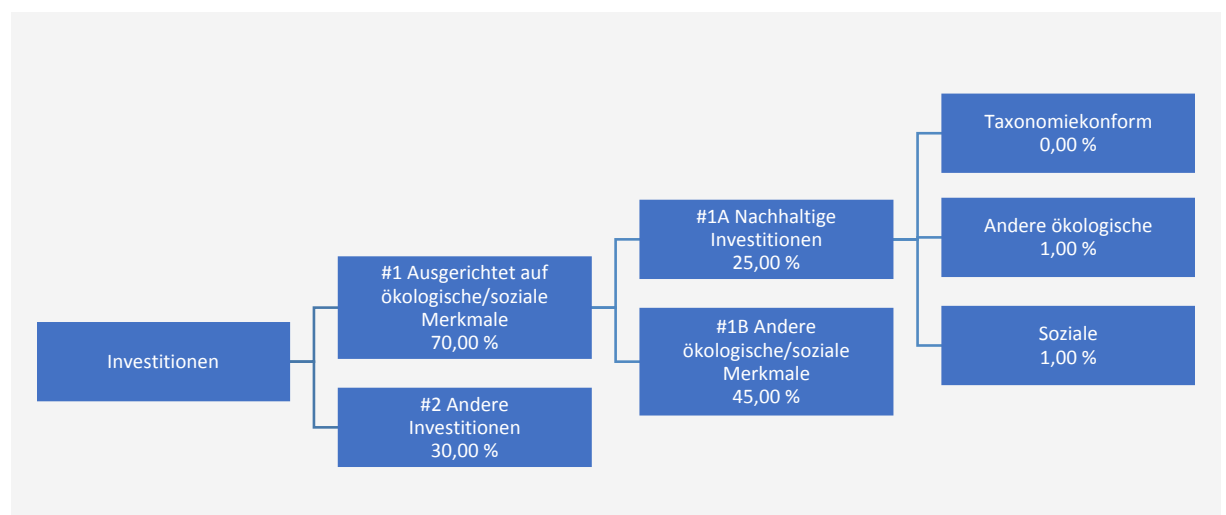 Investitionen
#1 Ausgerichtet auf
ökologische/soziale
Merkmale
70,00 %
#2 Andere
Investitionen
30,00 %
#1A Nachhaltige
Investitionen
25,00 %
#1B Andere
ökologische/soziale
Merkmale
45,00 %
Taxonomiekonform
0,00 %
Andere ökologische
1,00 %
Soziale
1,00 %